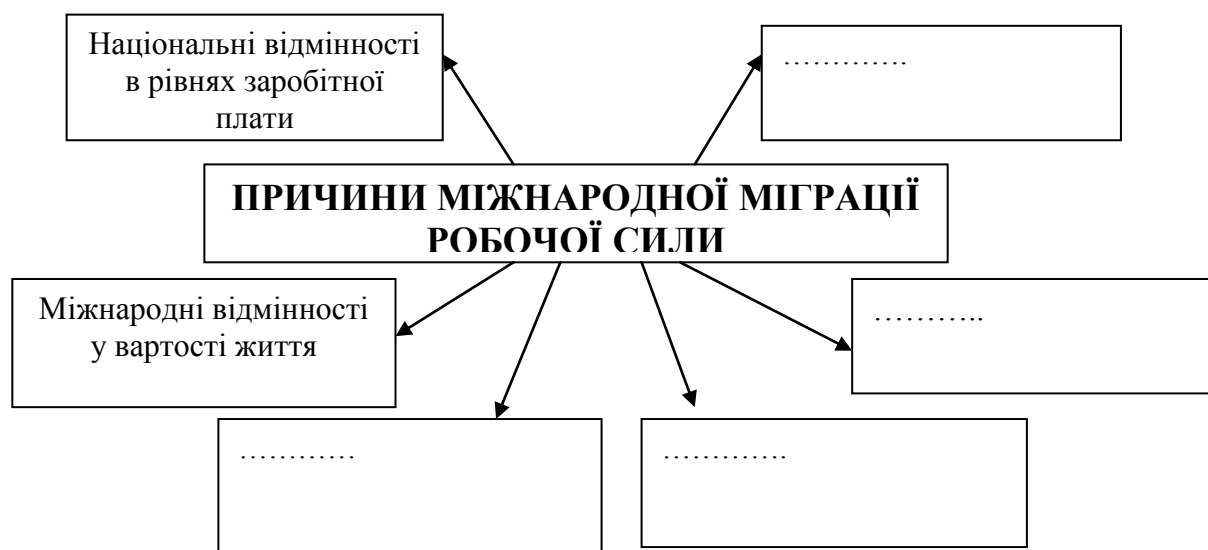 Національні відмінності
в рівнях заробітної
плати
………….
ПРИЧИНИ МІЖНАРОДНОЇ МІГРАЦІЇ
РОБОЧОЇ СИЛИ
Міжнародні відмінності
у вартості життя
………..
…………
………….